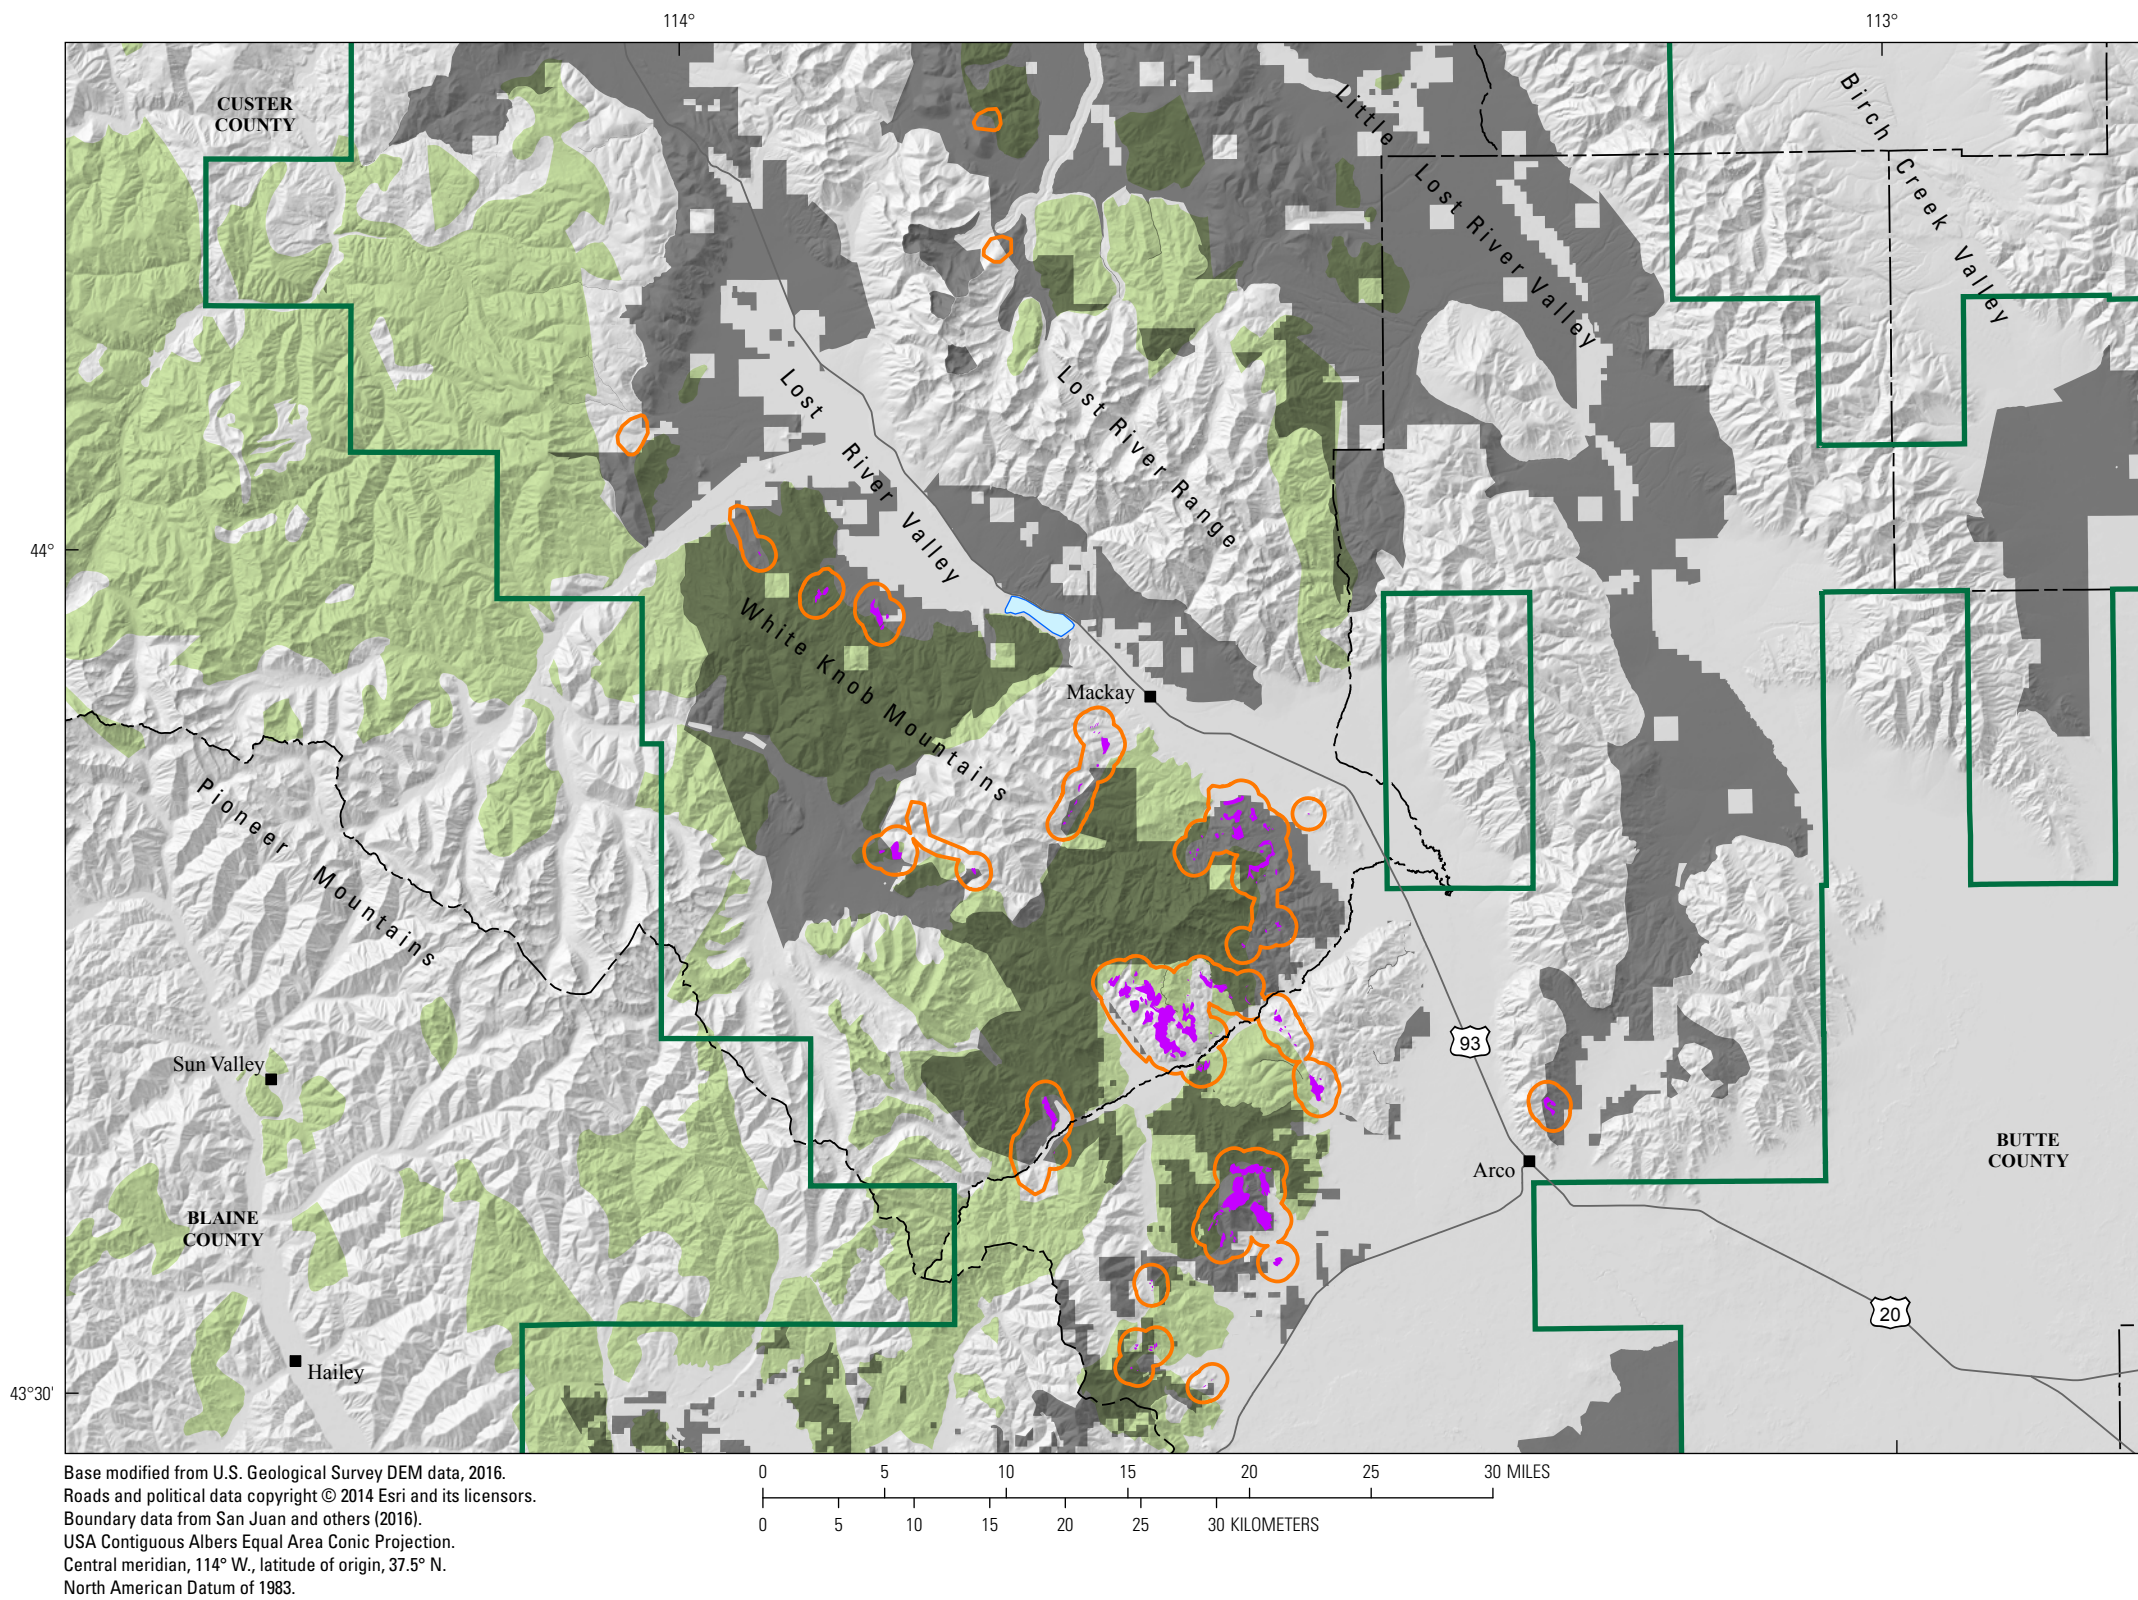 114°
113°
CUSTER
COUNTY
Little
Lost River Valley
Birch
Creek
Valley
Lost
River
Valley
Lost River Range
44°
White Knob Mountains
Mackay
Pioneer
Mountains
Sun Valley
93
Arco
BUTTE
COUNTY
BLAINE
COUNTY
20
Hailey
43°30'
Base modified from U.S. Geological Survey DEM data, 2016.
Roads and political data copyright © 2014 Esri and its licensors.
Boundary data from San Juan and others (2016).
USA Contiguous Albers Equal Area Conic Projection.
Central meridian, 114° W., latitude of origin, 37.5° N.
North American Datum of 1983.
0 5 10 15 20 25 30 MILES
0 5 10 15 20 25 30 KILOMETERS